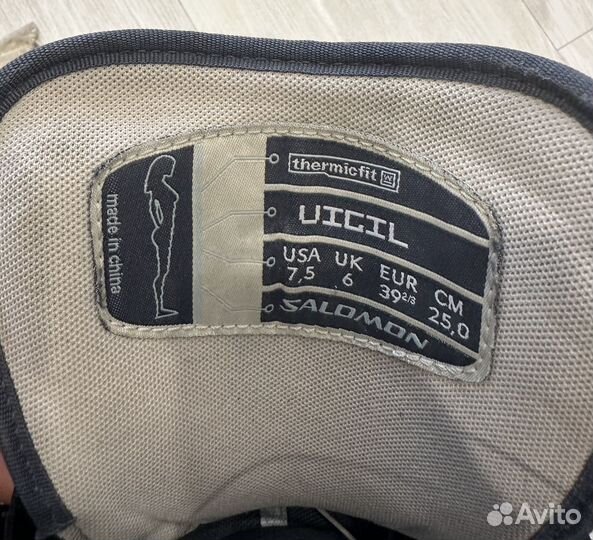 thermicfit W
VIGIL
USA UK EUR CM
7,5 6 39 2/3 25,0
SALOMON
made in china
Avito